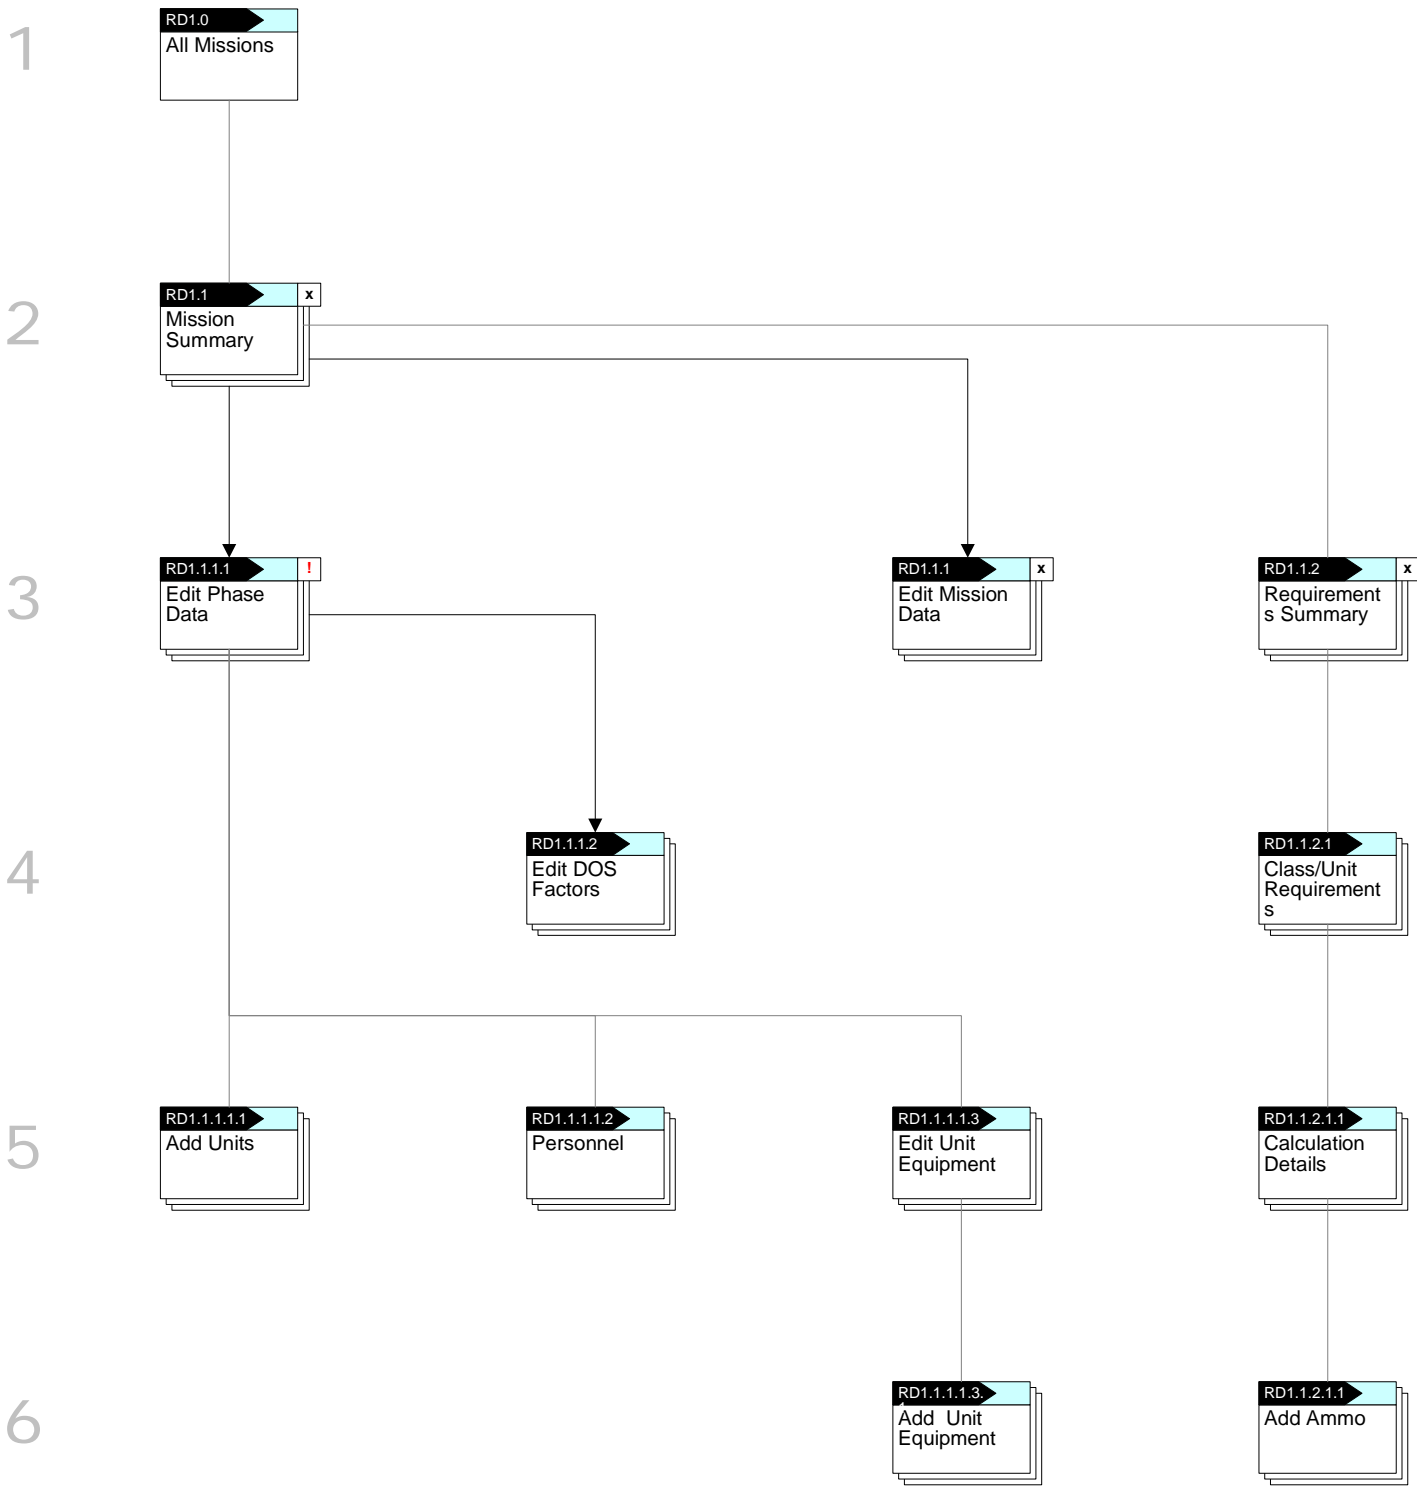 1
RD1.0
All Missions
2
RD1.1
x
Mission
Summary
3
RD1.1.1.1
!
Edit Phase
Data
RD1.1.1
x
Edit Mission
Data
RD1.1.2
x
Requirement
s Summary
4
RD1.1.1.2
Edit DOS
Factors
RD1.1.2.1
Class/Unit
Requirement
s
5
RD1.1.1.1.1
Add Units
RD1.1.1.1.2
Personnel
RD1.1.1.1.3
Edit Unit
Equipment
RD1.1.2.1.1
Calculation
Details
6
RD1.1.1.1.3.
Add Unit
Equipment
RD1.1.2.1.1
Add Ammo